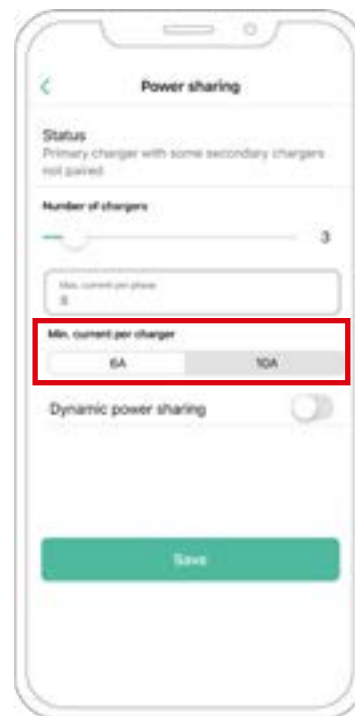 Power sharing
Status
Primary charger with some secondary chargers
not paired
Number of chargers
3
Max. current per phase
Min. current per charger
6A 10A
Dynamic power sharing
Save